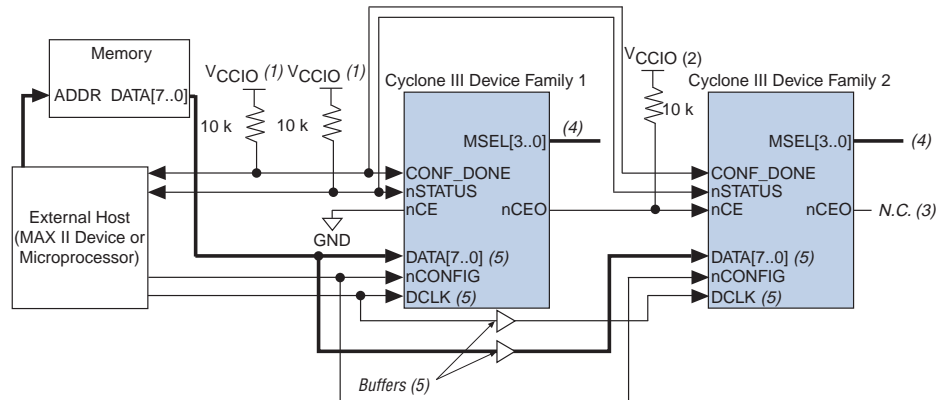 Memory
ADDR DATA[7..0]
VCCIO (1) VCCIO (1)
10 k 10 k
Cyclone III Device Family 1
MSEL[3..0] (4)
CONF_DONE
nSTATUS
nCE nCEO
GND
DATA[7..0] (5)
nCONFIG
DCLK (5)
VCCIO (2)
10 k
Cyclone III Device Family 2
MSEL[3..0] (4)
CONF_DONE
nSTATUS
nCE nCEO N.C. (3)
DATA[7..0] (5)
nCONFIG
DCLK (5)
External Host
(MAX II Device or
Microprocessor)
Buffers (5)